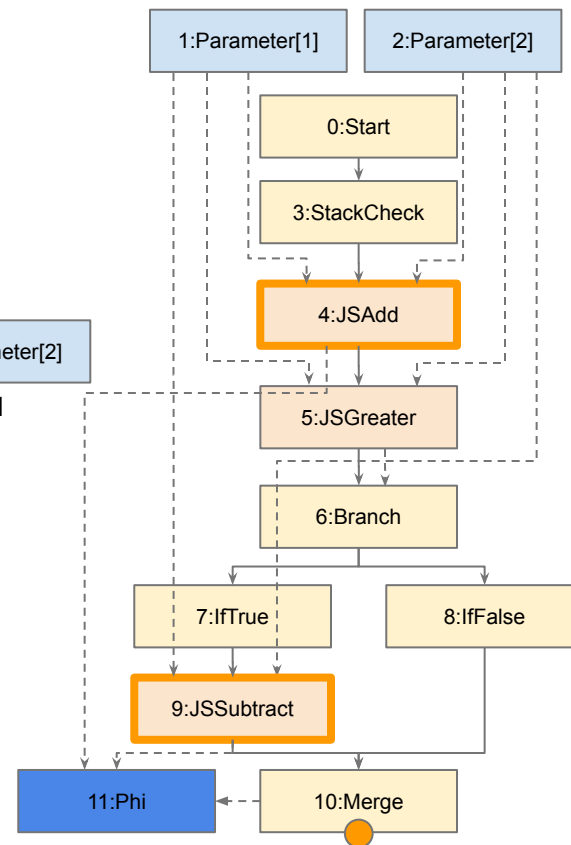 1:Parameter[1]
2:Parameter[2]
0:Start
3:StackCheck
4:JSAdd
eter[2]
5:JSGreater
6:Branch
7:IfTrue
8:IfFalse
9:JSSubtract
11:Phi
10:Merge